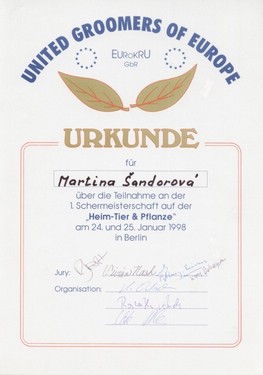 UNITED GROOMERS OF EUROPE
EUROKRU
GbR
URKUNDE
für
Martina Šandorová
über die Teilnahme an der
1. Schermeisterschaft auf der
„Heim-Tier & Pflanze"
am 24. und 25. Januar 1998
in Berlin
Jury:
Organisation: